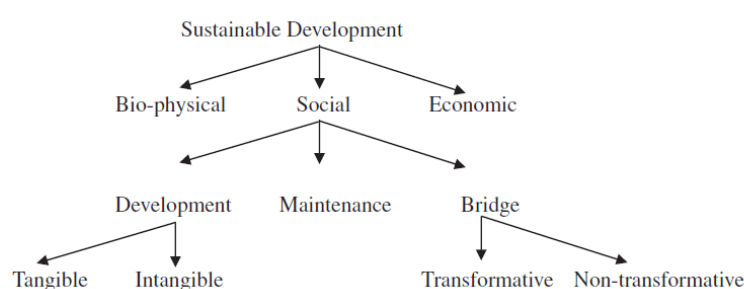 Sustainable Development
Bio-physical Social Economic
Development Maintenance Bridge
Tangible Intangible Transformative Non-transformative